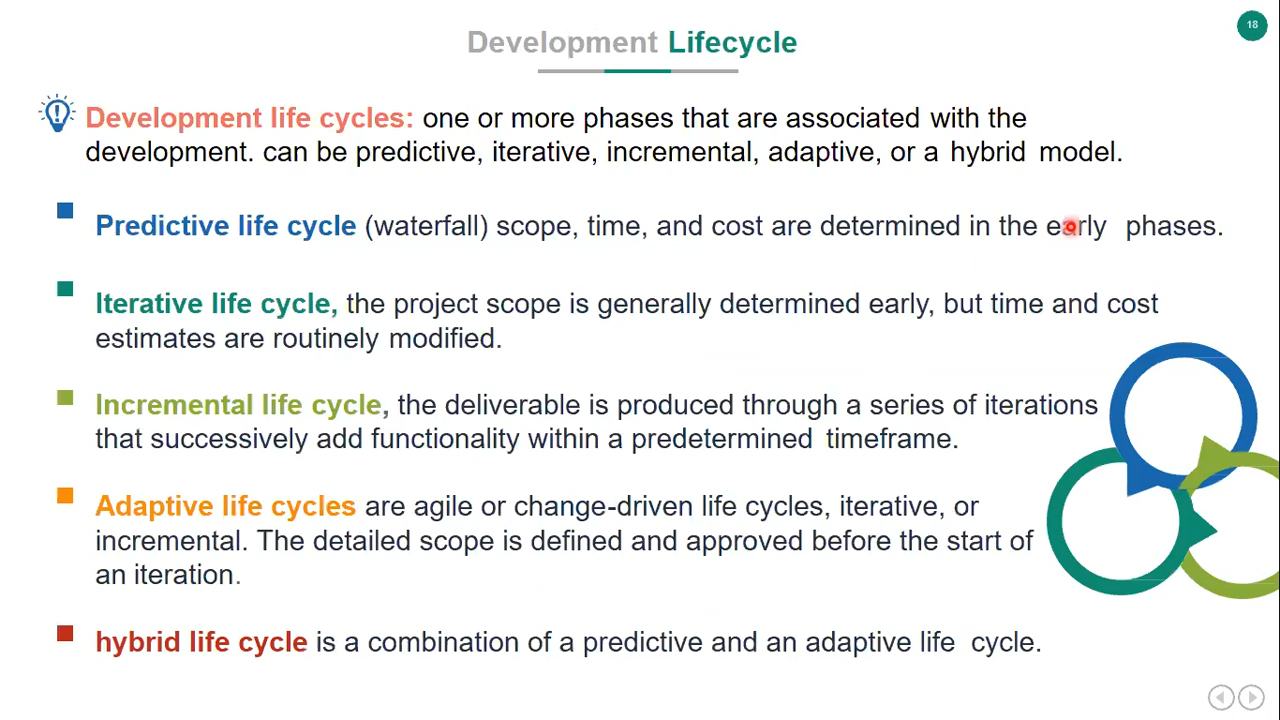 18
Development Lifecycle
Development life cycles: one or more phases that are associated with the
development. can be predictive, iterative, incremental, adaptive, or a hybrid model.
Predictive life cycle (waterfall) scope, time, and cost are determined in the early phases.
Iterative life cycle, the project scope is generally determined early, but time and cost
estimates are routinely modified.
Incremental life cycle, the deliverable is produced through a series of iterations
that successively add functionality within a predetermined timeframe.
Adaptive life cycles are agile or change-driven life cycles, iterative, or
incremental. The detailed scope is defined and approved before the start of
an iteration.
hybrid life cycle is a combination of a predictive and an adaptive life cycle.